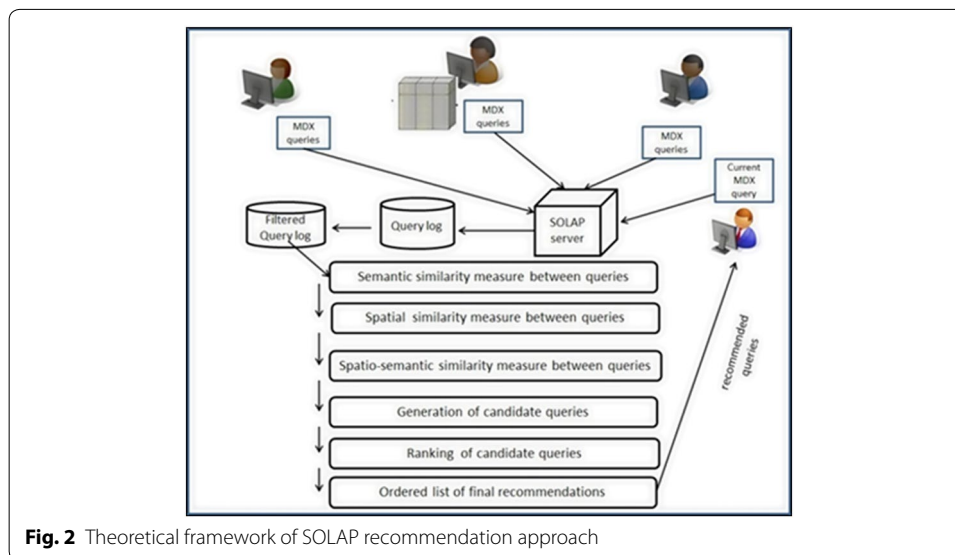 MDX
queries
MDX
queries
MDX
queries
Current
MDX
query
Filtered
Query log
Query log
SOLAP
server
Semantic similarity measure between queries
Spatial similarity measure between queries
Spatio-semantic similarity measure between queries
Generation of candidate queries
Ranking of candidate queries
Ordered list of final recommendations
recommended
queries
Fig. 2 Theoretical framework of SOLAP recommendation approach